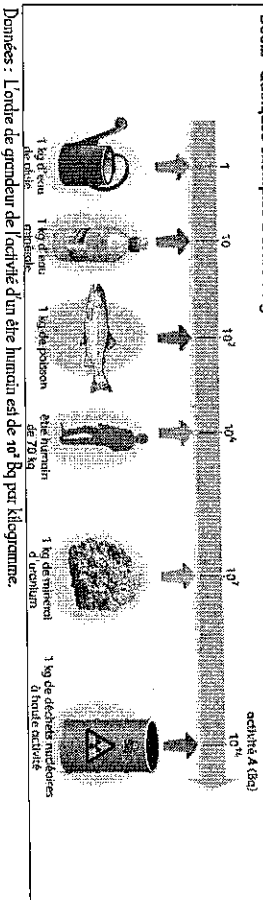 activité A (Bq)
1
10
10²
10⁴
10⁷
10¹⁴
1 kg d'eau
de pluie
1 kg d'eau
minérale
1 kg de poisson
être humain
de 70 kg
1 kg de minerai
d'uranium
1 kg de déchets nucléaires
à haute activité
Données : L'ordre de grandeur de l'activité d'un être humain est de 10² Bq par kilogramme.